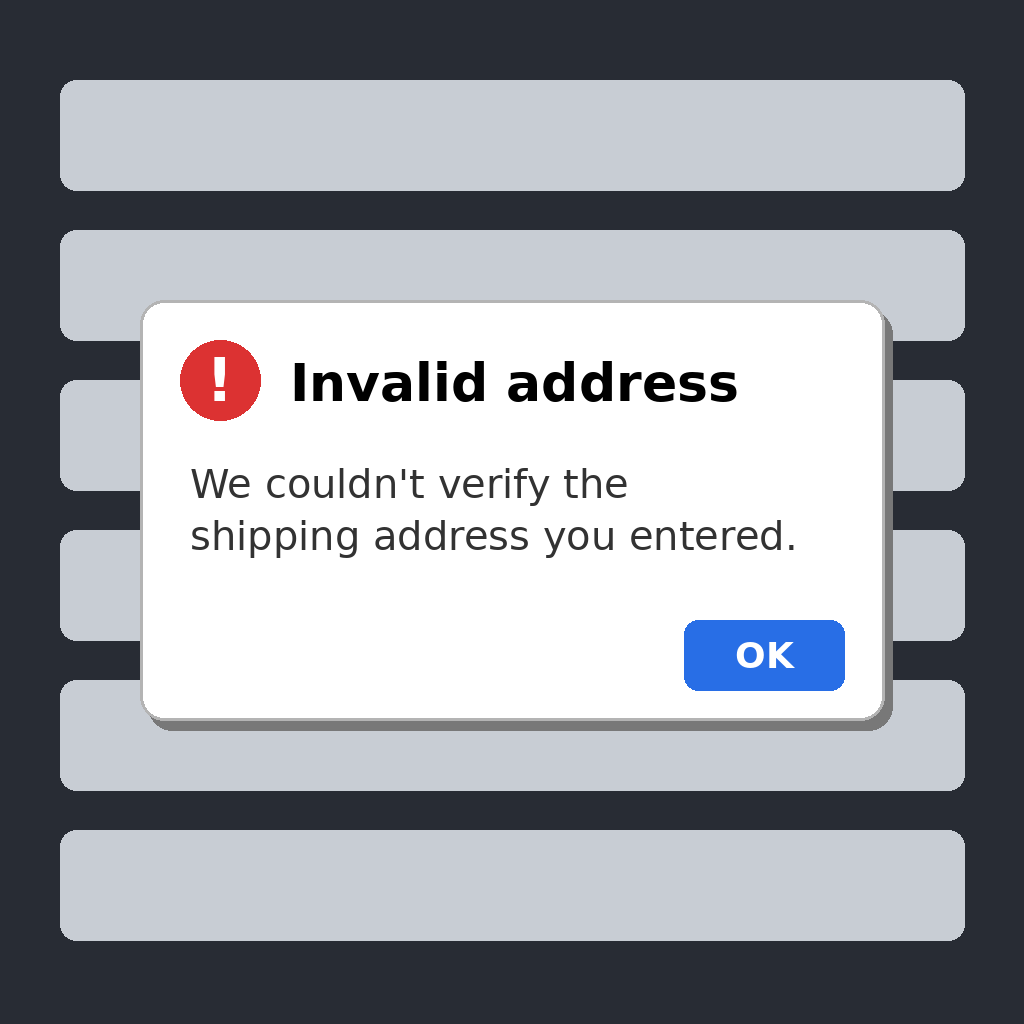 !
Invalid address
We couldn't verify the
shipping address you entered.
OK